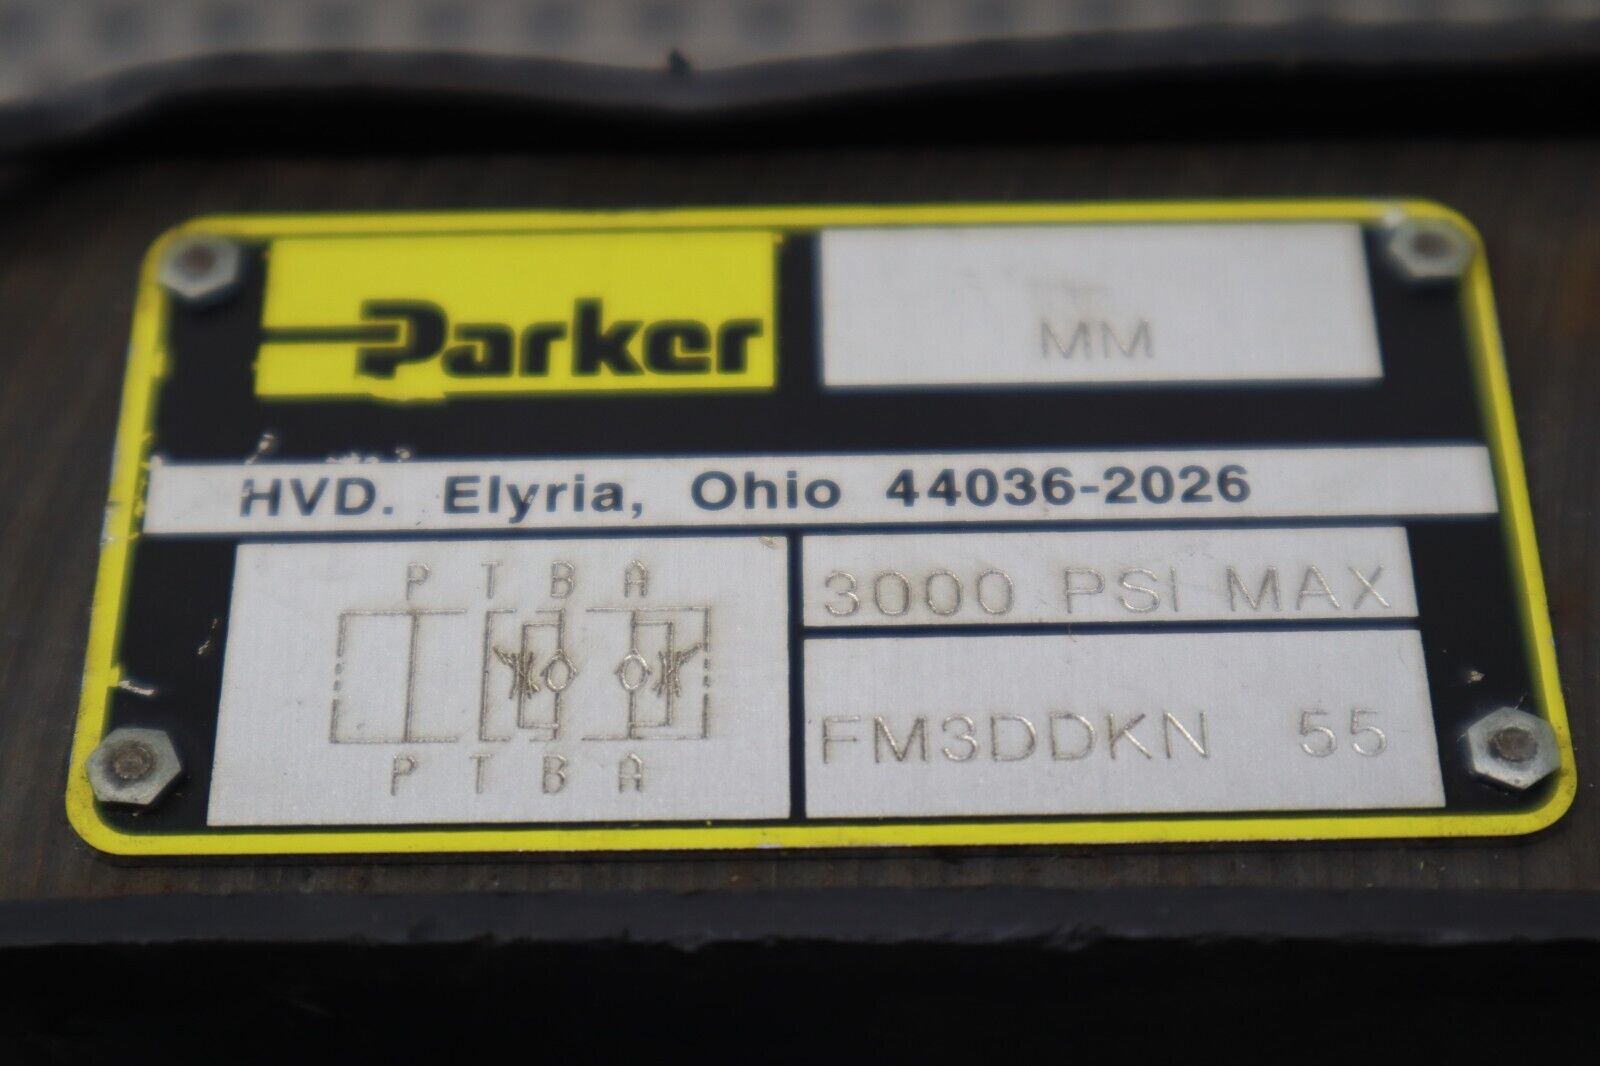 Parker
MM
HVD. Elyria, Ohio 44036-2026
P T B A
3000 PSI MAX
FM3DDKN 55
P T B A